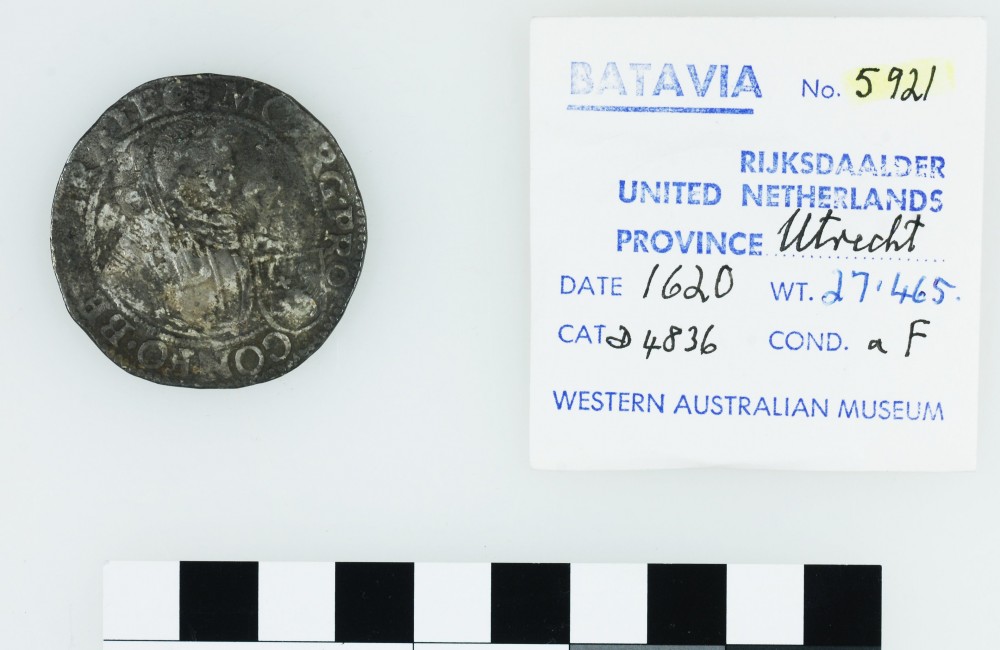 BATAVIA No. 5921
RIJKSDAALDER
UNITED NETHERLANDS
PROVINCE Utrecht
DATE 1620 WT. 27.465.
CAT D 4836 COND. a F
WESTERN AUSTRALIAN MUSEUM